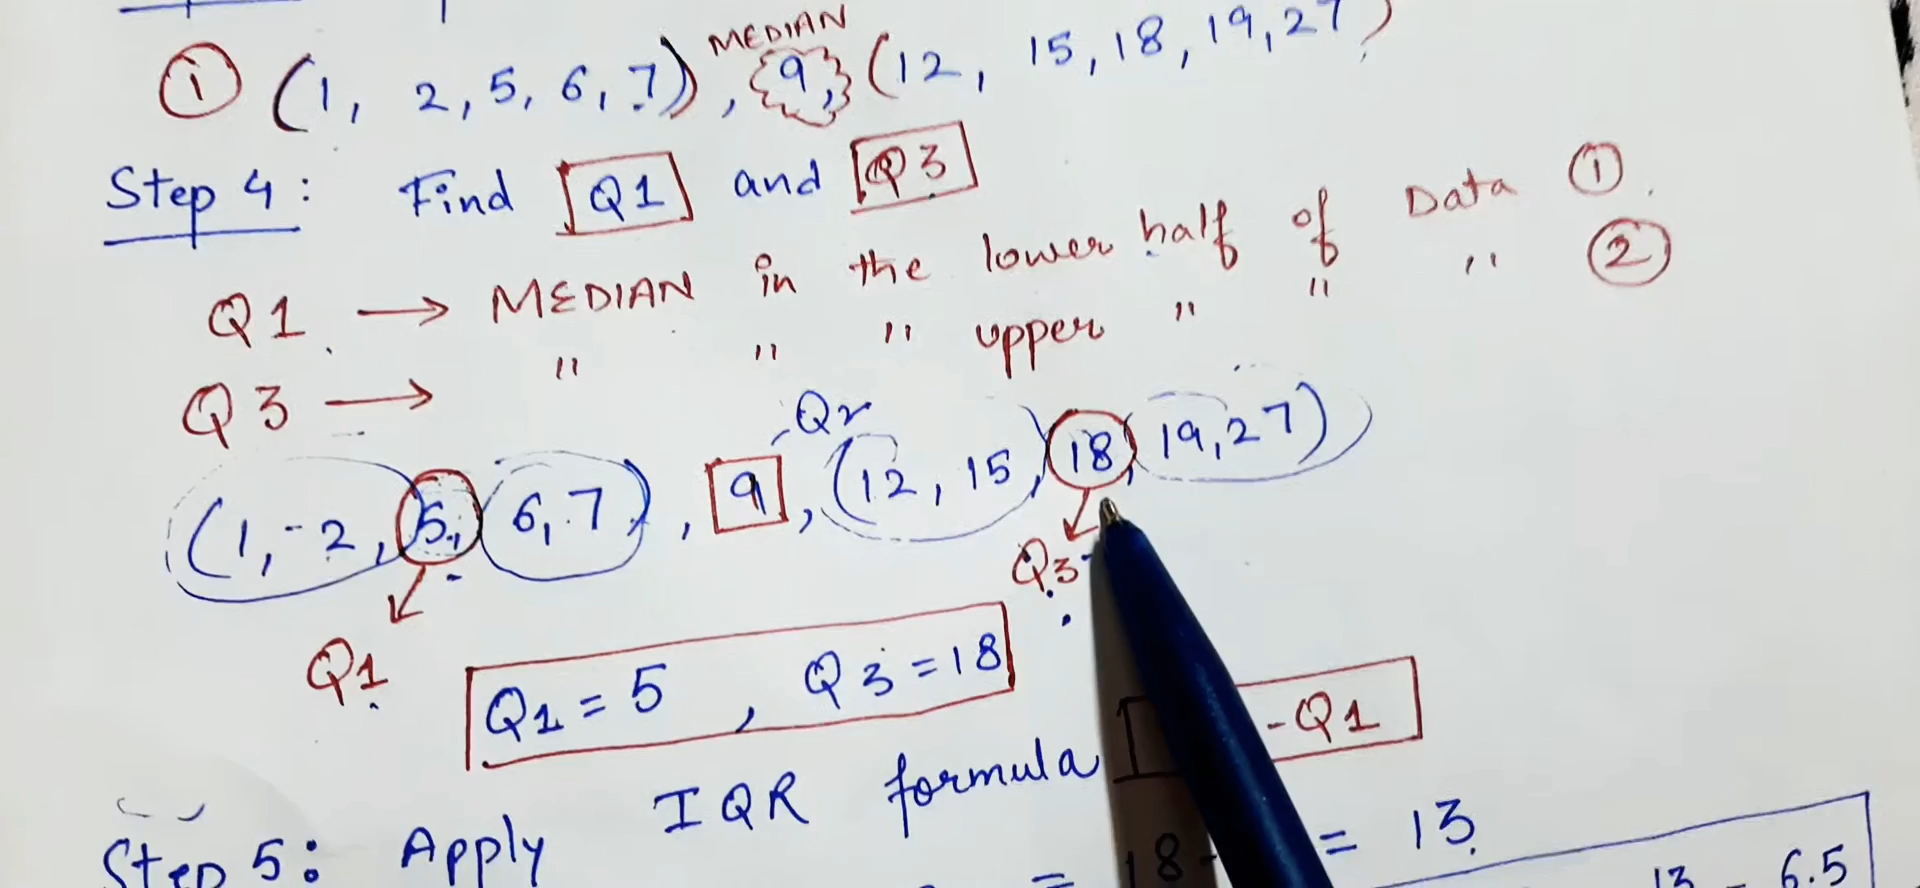 ① (1, 2, 5, 6, 7), 9, (12, 15, 18, 19, 27)
MEDIAN
Step 4: Find Q1 and Q3
Q1 → MEDIAN in the lower half of Data ①.
Q3 → " " " upper " " " ②
(1, 2, 5, 6, 7), 9, (12, 15, 18, 19, 27)
Q1
Q3
Q1 = 5, Q3 = 18
Step 5: Apply IQR formula - Q1
= 18- = 13
13 - 6.5